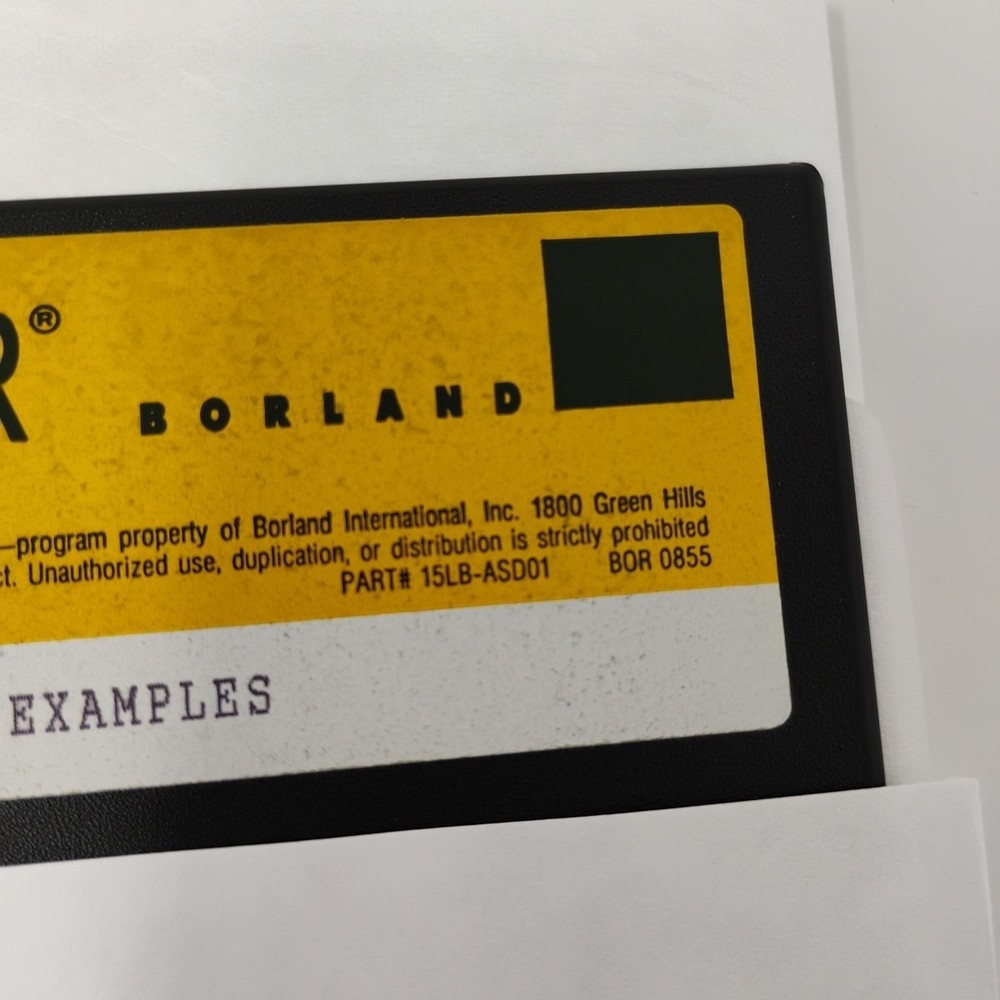 R®
BORLAND
—program property of Borland International, Inc. 1800 Green Hills
ct. Unauthorized use, duplication, or distribution is strictly prohibited
PART# 15LB-ASD01 BOR 0855
EXAMPLES